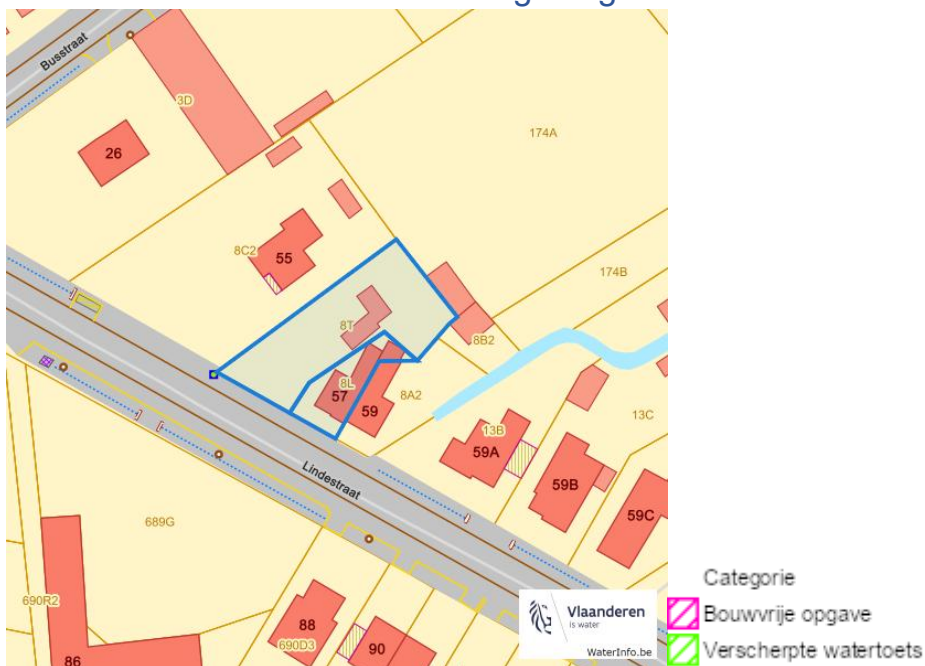 Busstraat
3D
26
174A
8C2
55
174B
8T
8B2
8L
57
59
8A2
13B
13C
59A
59B
59C
Lindestraat
689G
690R2
88
690D3
90
86
Vlaanderen
is water
WaterInfo.be
Categorie
Bouwvrije opgave
Verscherpte watertoets